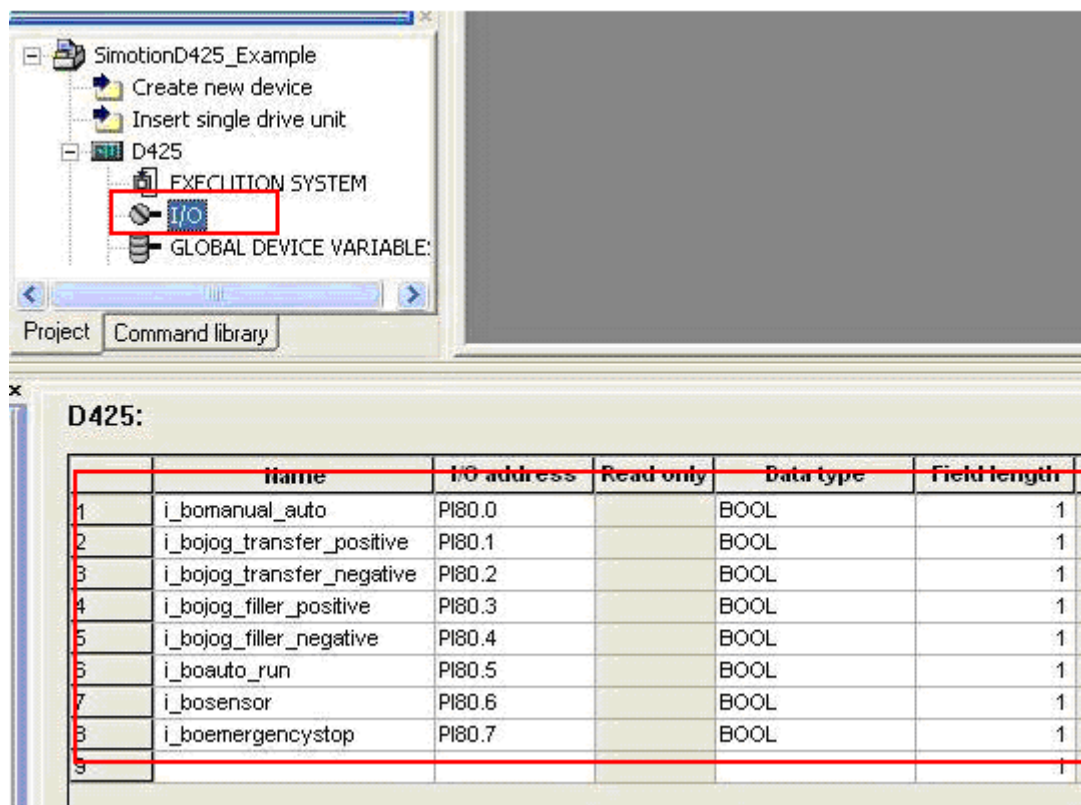 SimotionD425_Example
Create new device
Insert single drive unit
D425
EXECUTION SYSTEM
I/O
GLOBAL DEVICE VARIABLES
Project Command library
D425:
Name I/O address Read only Data type Field length
1 i_bomanual_auto PI80.0 BOOL 1
2 i_bojog_transfer_positive PI80.1 BOOL 1
3 i_bojog_transfer_negative PI80.2 BOOL 1
4 i_bojog_filler_positive PI80.3 BOOL 1
5 i_bojog_filler_negative PI80.4 BOOL 1
6 i_boauto_run PI80.5 BOOL 1
7 i_bosensor PI80.6 BOOL 1
8 i_boemergencystop PI80.7 BOOL 1
9 1